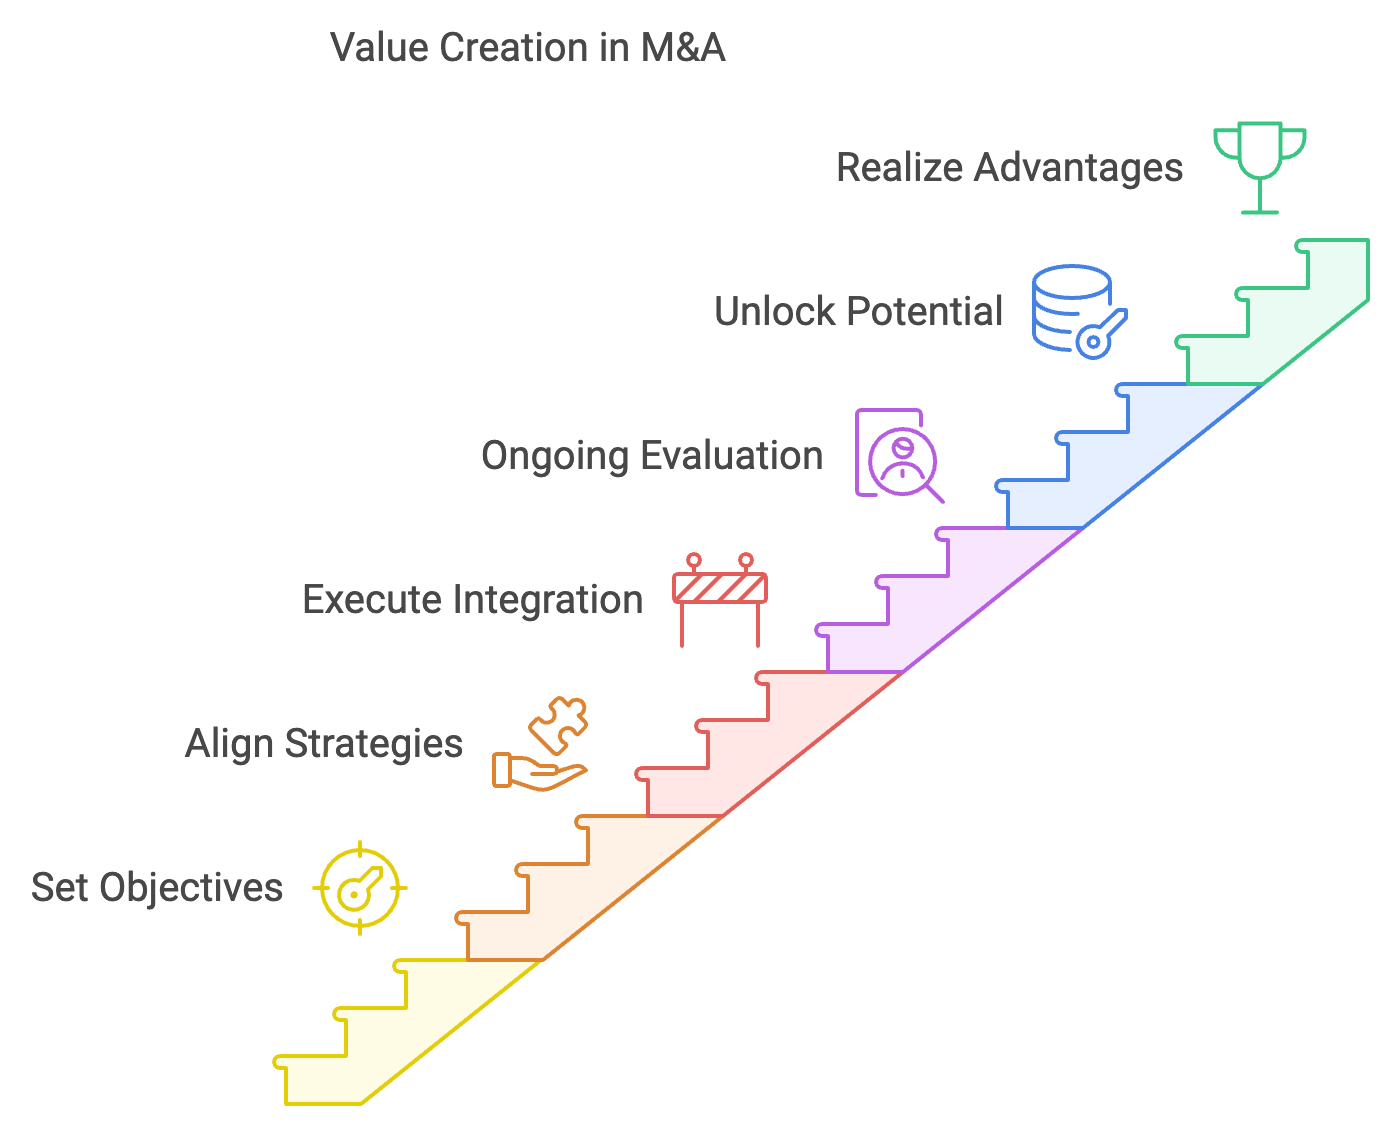 Value Creation in M&A
Realize Advantages
Unlock Potential
Ongoing Evaluation
Execute Integration
Align Strategies
Set Objectives